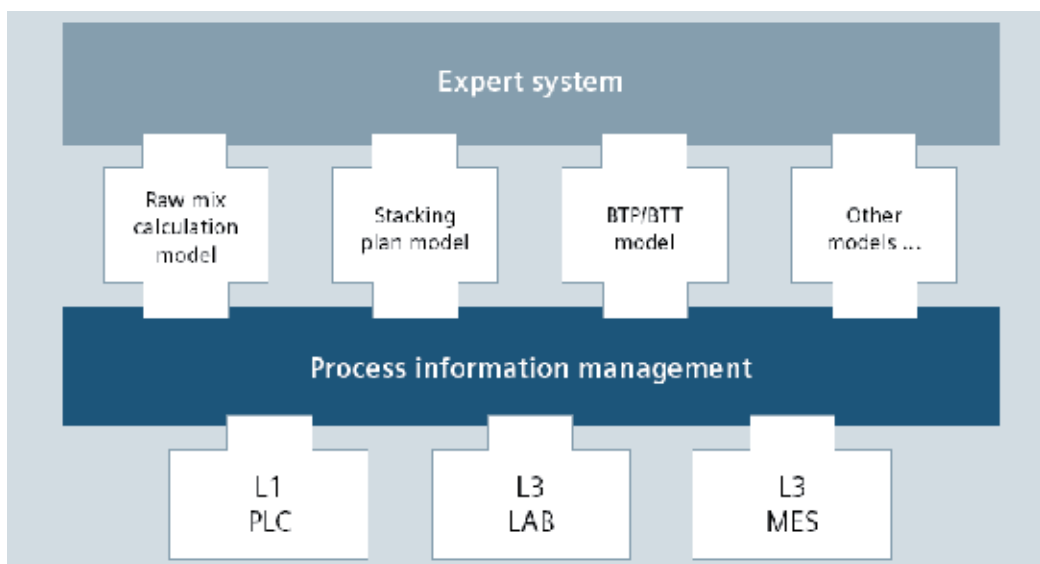 Expert system
Raw mix
calculation
model
Stacking
plan model
BTP/BTT
model
Other
models ...
Process information management
L1
PLC
L3
LAB
L3
MES